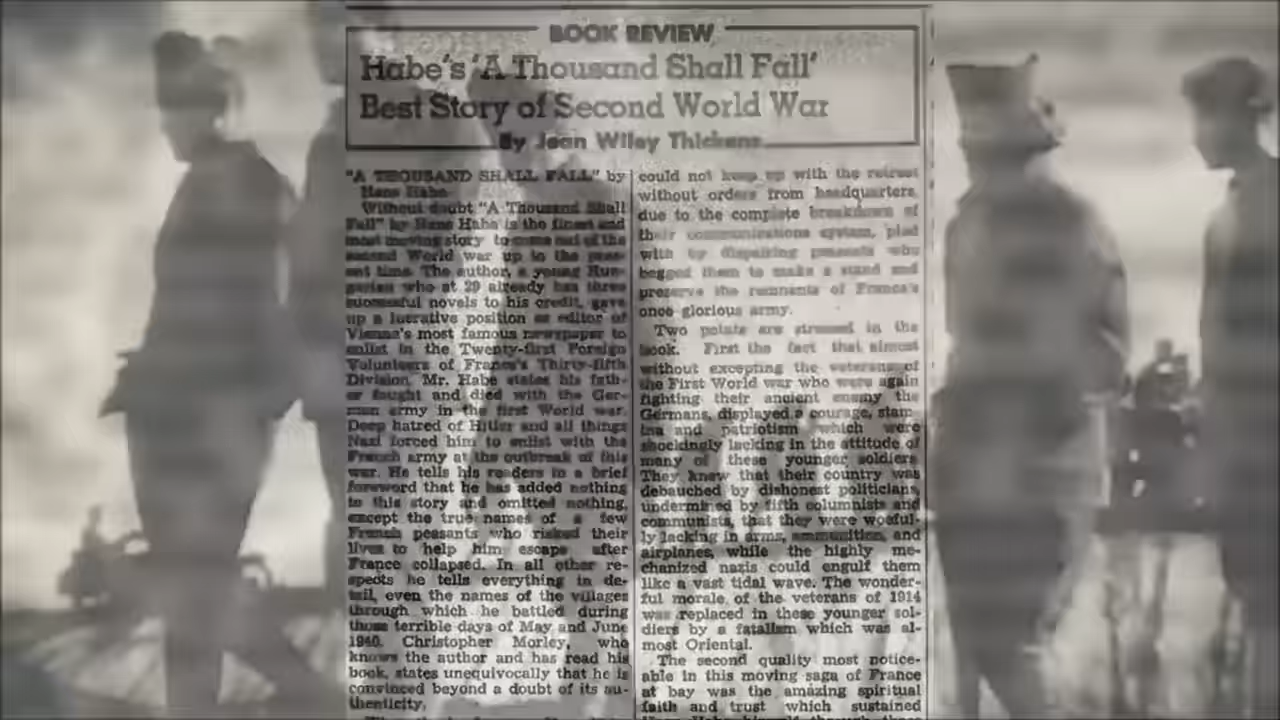 BOOK REVIEW
Habe's 'A Thousand Shall Fall'
Best Story of Second World War
By Jean Wiley Thickens
"A THOUSAND SHALL FALL" by
Hans Habe
Without doubt "A Thousand Shall
Fall" by Hans Habe is the finest and
most moving story to come out of the
second World war up to the pres-
ent time. The author, a young Hun-
garian who at 29 already has three
successful novels to his credit, gave
up a lucrative position as editor of
Vienna's most famous newspaper to
enlist in the Twenty-first Foreign
Volunteers of France's Thirty-fifth
Division. Mr. Habe states his fath-
er fought and died with the Ger-
man army in the first World war.
Deep hatred of Hitler and all things
Nazi forced him to enlist with the
French army at the outbreak of this
war. He tells his readers in a brief
foreword that he has added nothing
to this story and omitted nothing,
except the true names of a few
French peasants who risked their
lives to help him escape after
France collapsed. In all other re-
spects he tells everything in de-
tail, even the names of the villages
through which he battled during
those terrible days of May and June
1940. Christopher Morley, who
knows the author and has read his
book, states unequivocally that he is
convinced beyond a doubt of its au-
thenticity.
could not keep up with the retreat
without orders from headquarters
due to the complete breakdown of
their communications system, pled
with by dispairing peasants who
begged them to make a stand and
preserve the remnants of France's
once glorious army.
Two points are stressed in the
book. First the fact that almost
without excepting the veterans of
the First World war who were again
fighting their ancient enemy the
Germans, displayed a courage, stam
ina and patriotism which were
shockingly lacking in the attitude of
many of these younger soldiers.
They knew that their country was
debauched by dishonest politicians,
undermined by fifth columnists and
communists, that they were woeful-
ly lacking in arms, ammunition, and
airplanes, while the highly me-
chanized nazis could engulf them
like a vast tidal wave. The wonder-
ful morale of the veterans of 1914
was replaced in these younger sol-
diers by a fatalism which was al-
most Oriental.
The second quality most notice-
able in this moving saga of France
at bay was the amazing spiritual
faith and trust which sustained